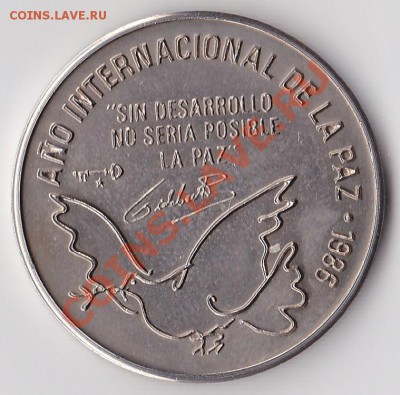 COINS.LAVE.RU
AÑO INTERNACIONAL DE LA PAZ - 1986
"SIN DESARROLLO
NO SERIA POSIBLE
LA PAZ"
COINS.LAVE.RU